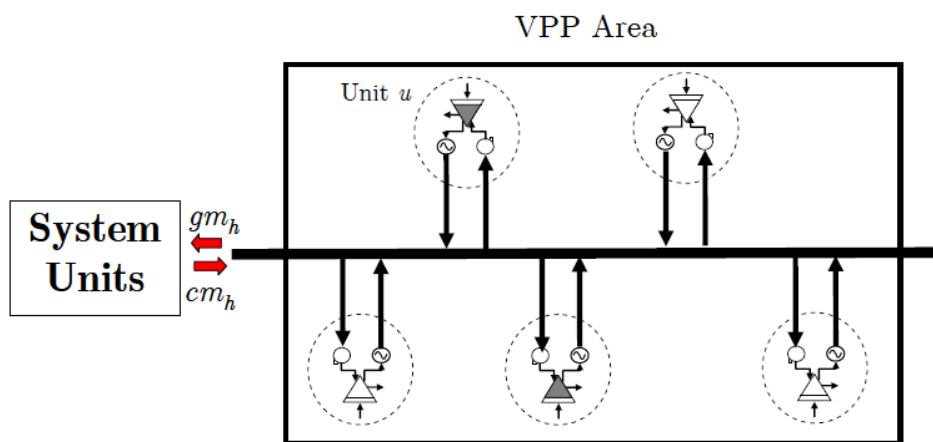 VPP Area
Unit u
System
Units
gm_h
cm_h